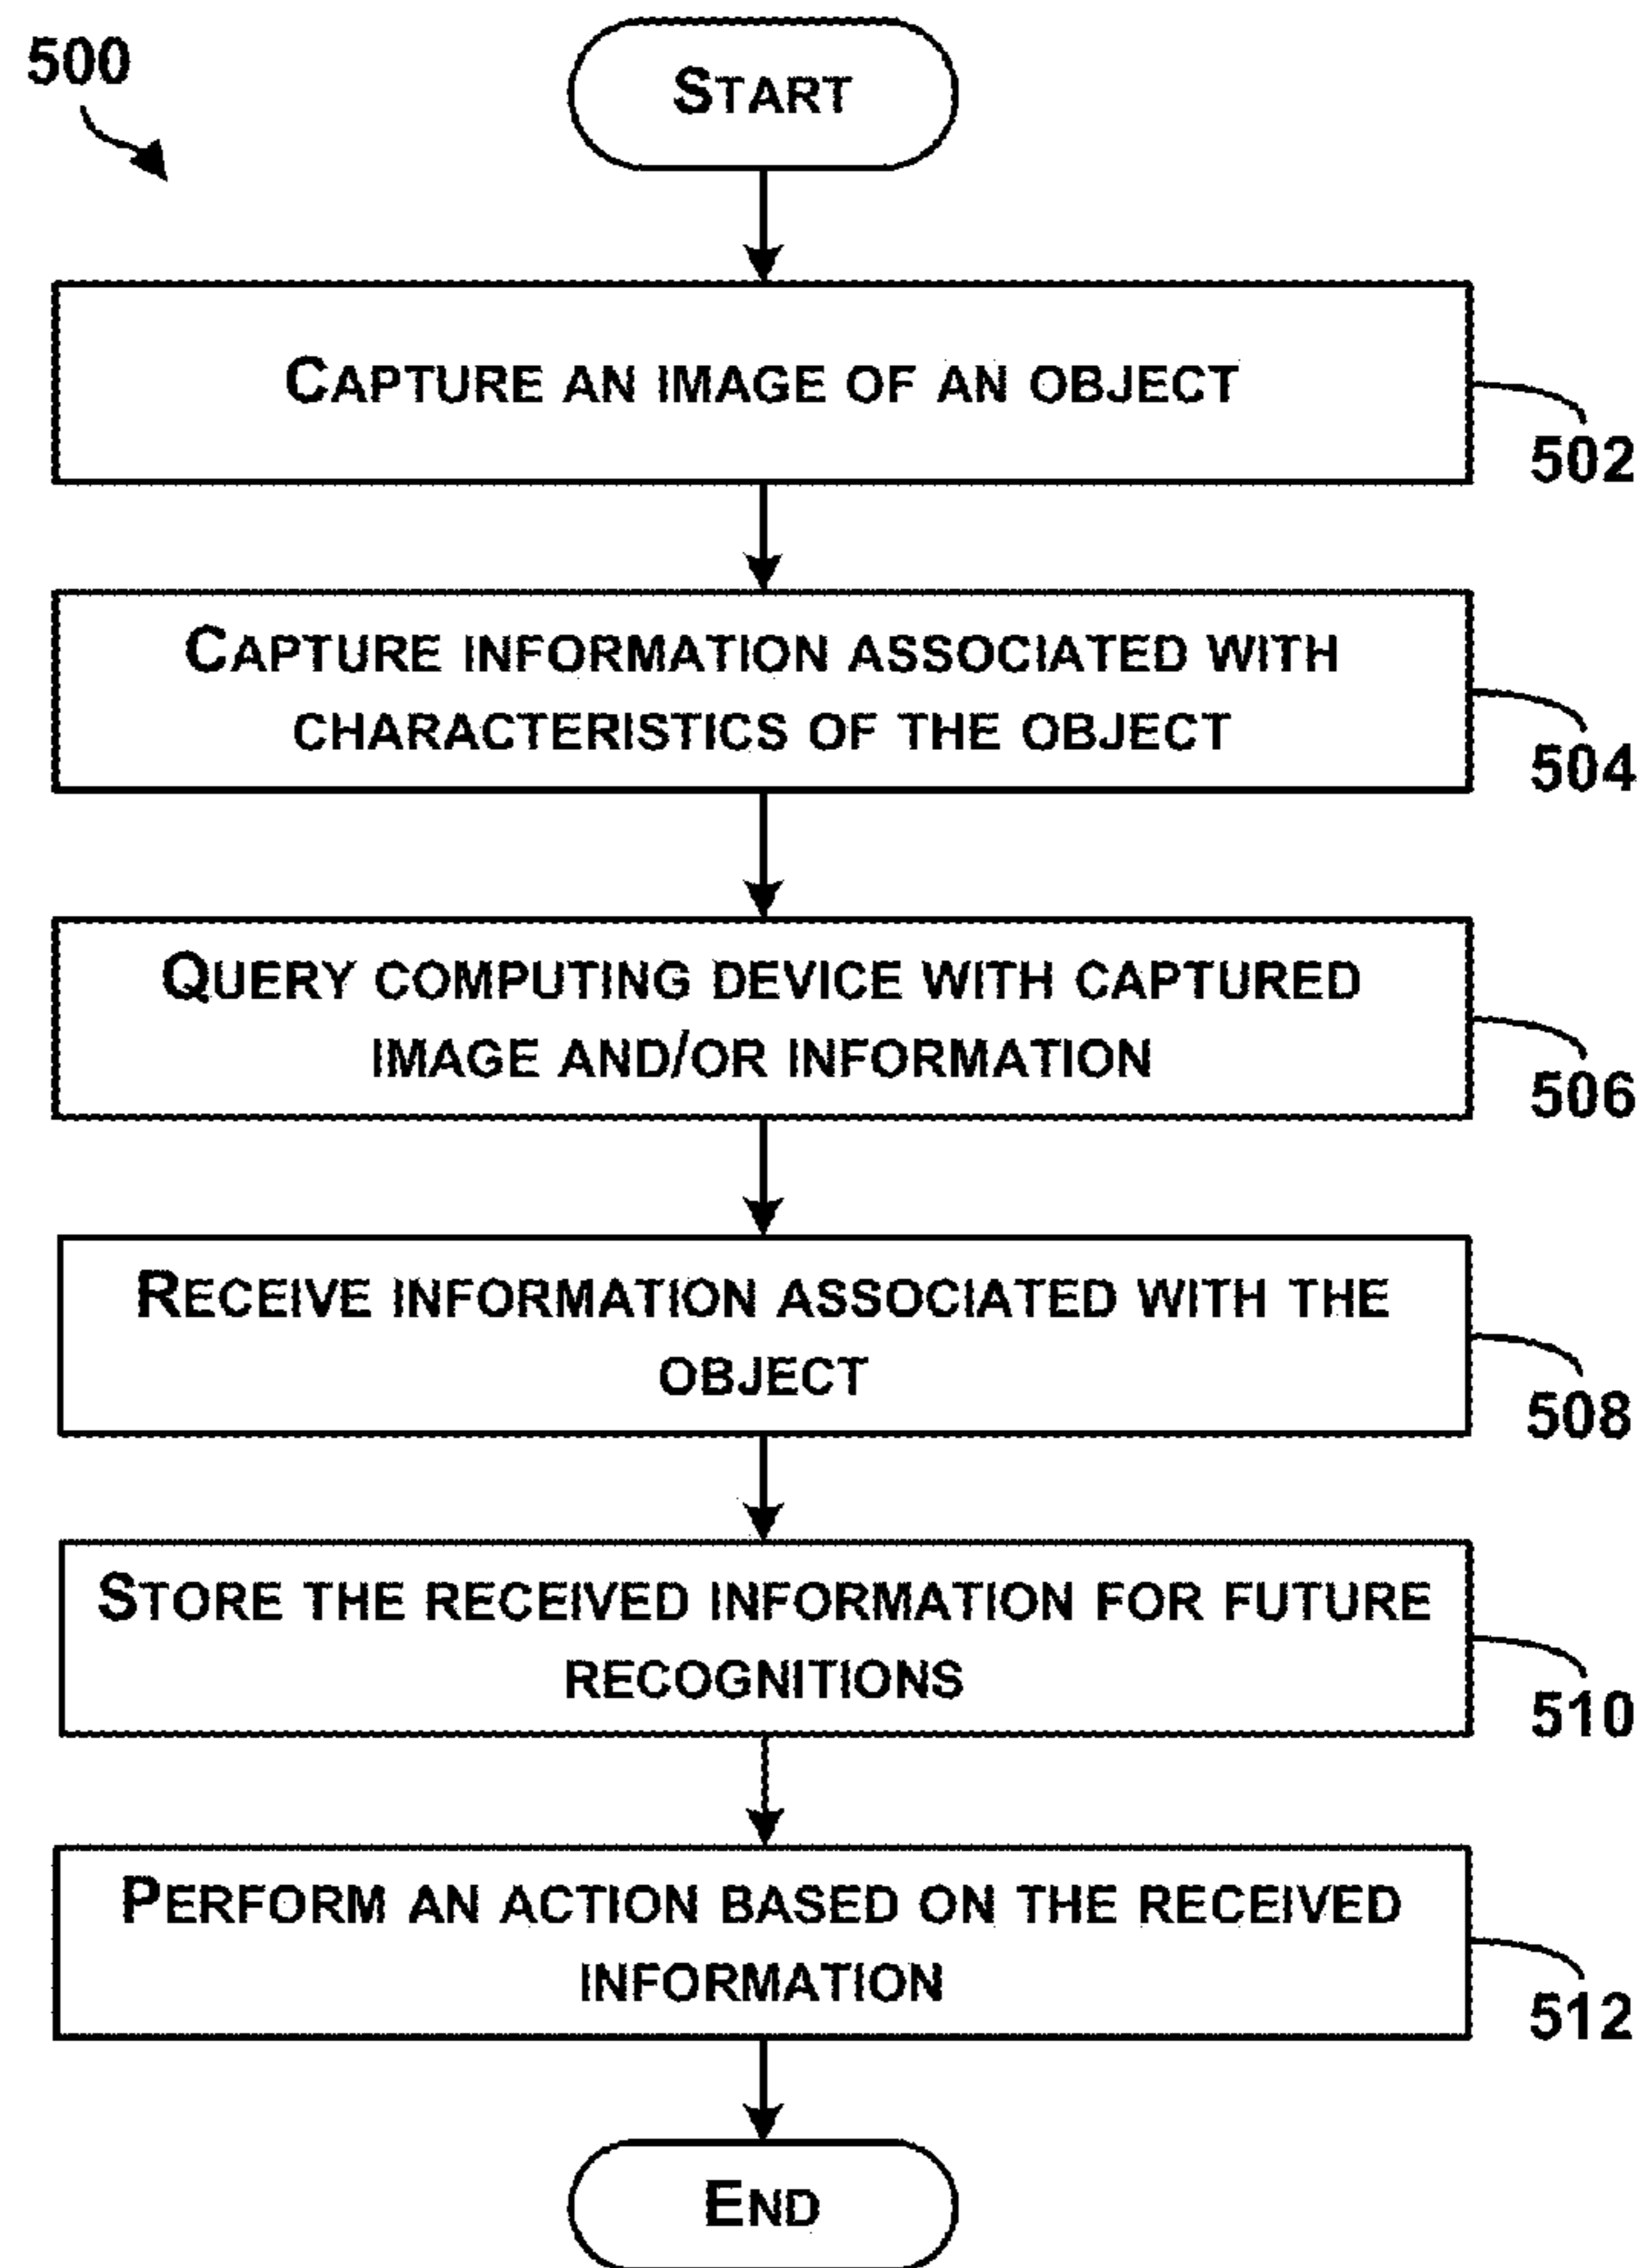 500
START
CAPTURE AN IMAGE OF AN OBJECT
502
CAPTURE INFORMATION ASSOCIATED WITH
CHARACTERISTICS OF THE OBJECT
504
QUERY COMPUTING DEVICE WITH CAPTURED
IMAGE AND/OR INFORMATION
506
RECEIVE INFORMATION ASSOCIATED WITH THE
OBJECT
508
STORE THE RECEIVED INFORMATION FOR FUTURE
RECOGNITIONS
510
PERFORM AN ACTION BASED ON THE RECEIVED
INFORMATION
512
END